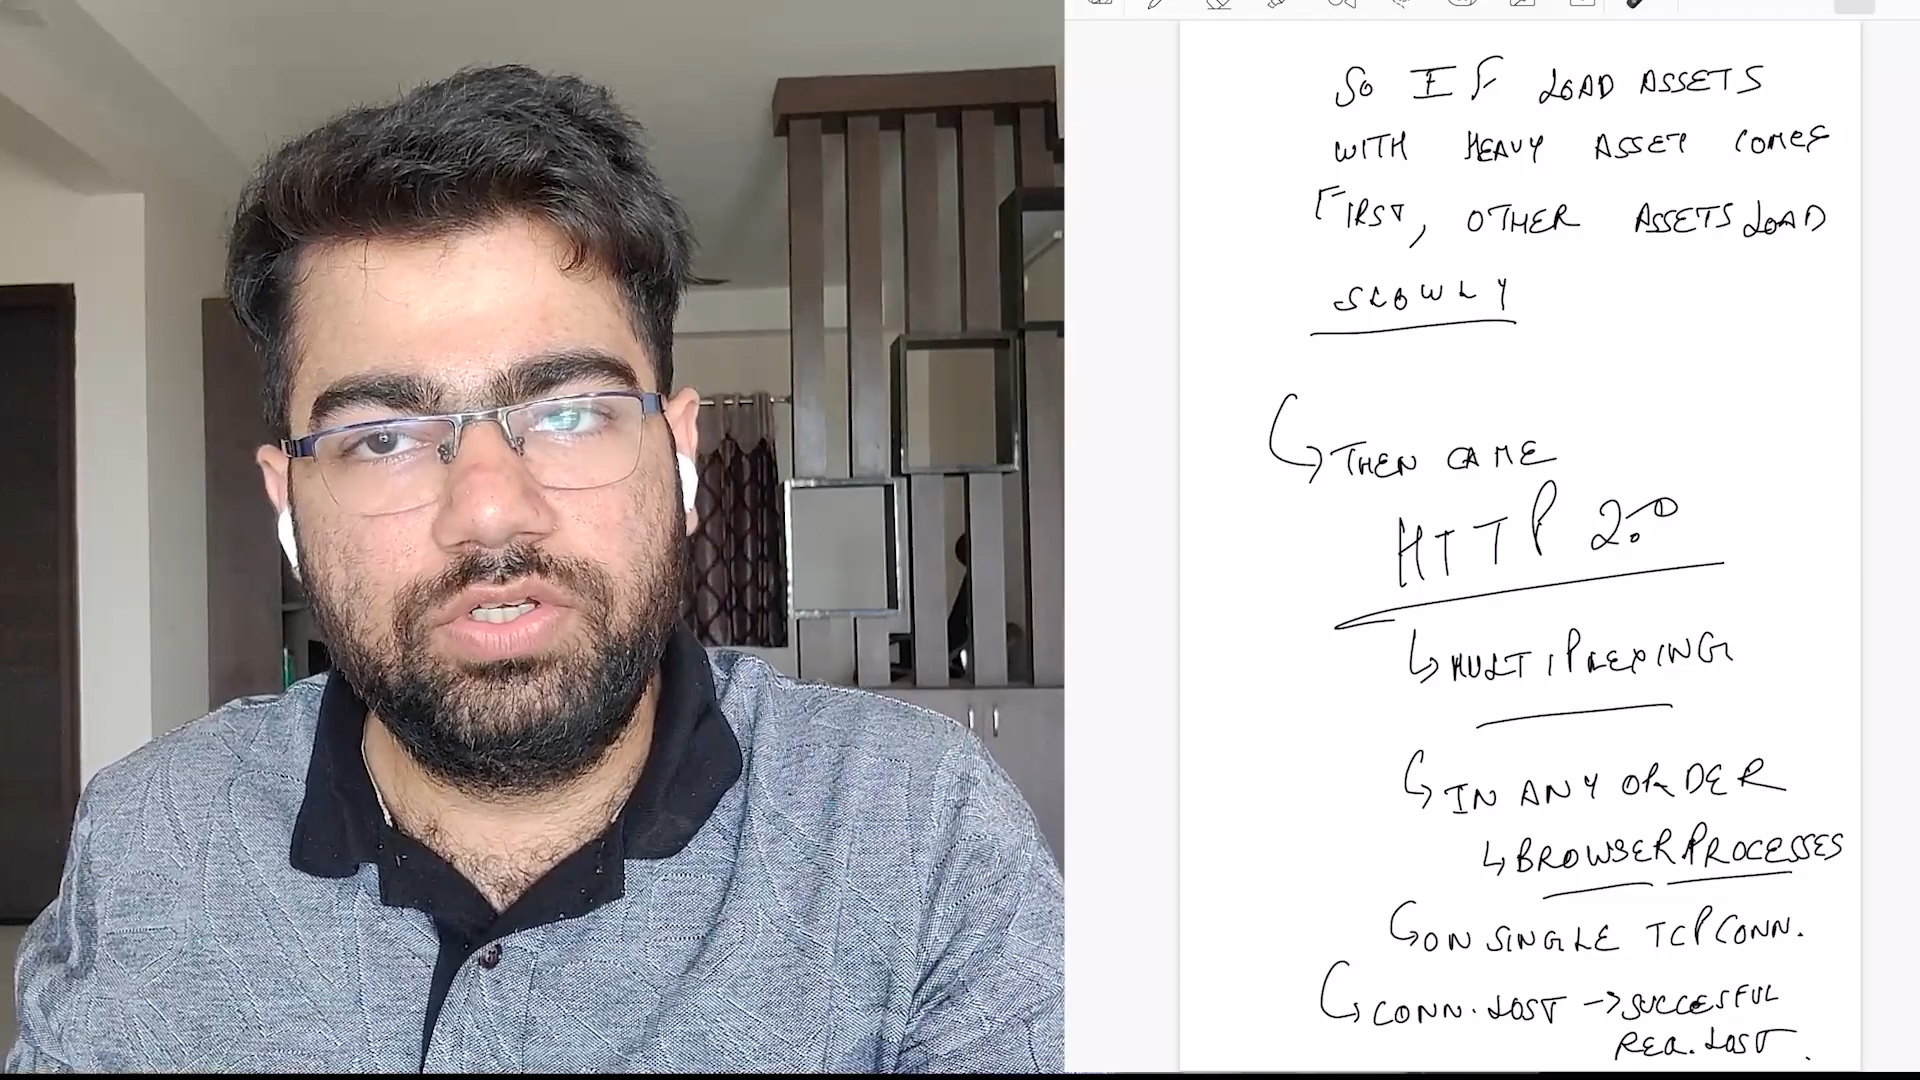 SO IF LOAD ASSETS
WITH HEAVY ASSET COMES
FIRST, OTHER ASSETS LOAD
SLOWLY
THEN CAME
HTTP 2.0
MULTIPLEXING
IN ANY ORDER
BROWSER PROCESSES
ON SINGLE TCP CONN.
CONN. LOST → SUCCESFUL
REQ. LOST.